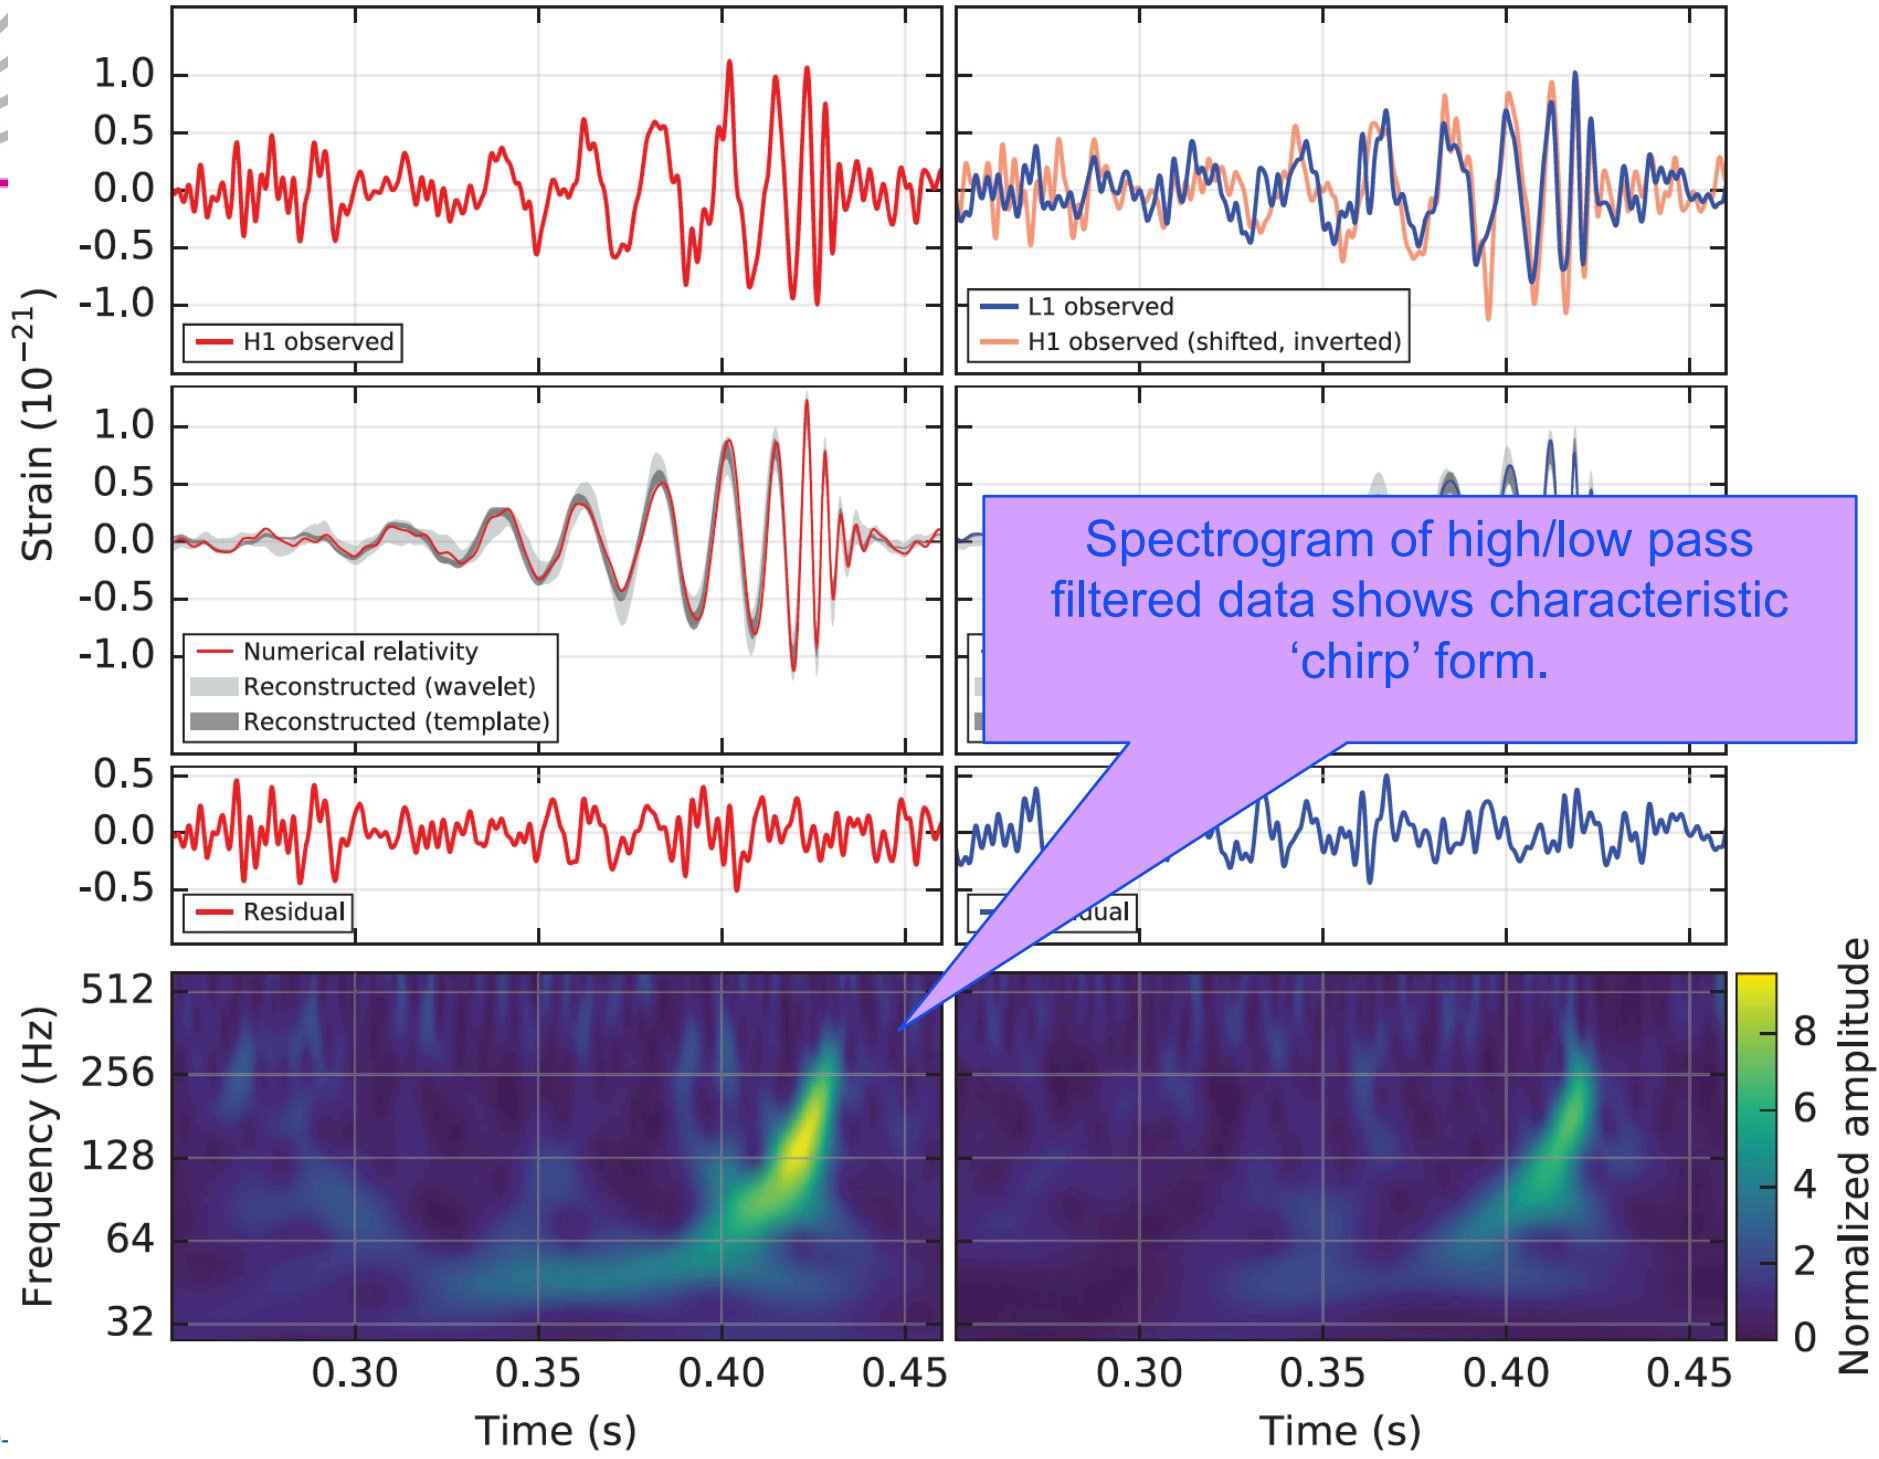 1.0
0.5
0.0
-0.5
-1.0
H1 observed
L1 observed
H1 observed (shifted, inverted)
Strain (10⁻²¹)
1.0
0.5
0.0
-0.5
-1.0
Numerical relativity
Reconstructed (wavelet)
Reconstructed (template)
Spectrogram of high/low pass
filtered data shows characteristic
‘chirp’ form.
0.5
0.0
-0.5
Residual
512
256
128
64
32
Frequency (Hz)
0.30 0.35 0.40 0.45
Time (s)
0.30 0.35 0.40 0.45
Time (s)
8
6
4
2
0
Normalized amplitude